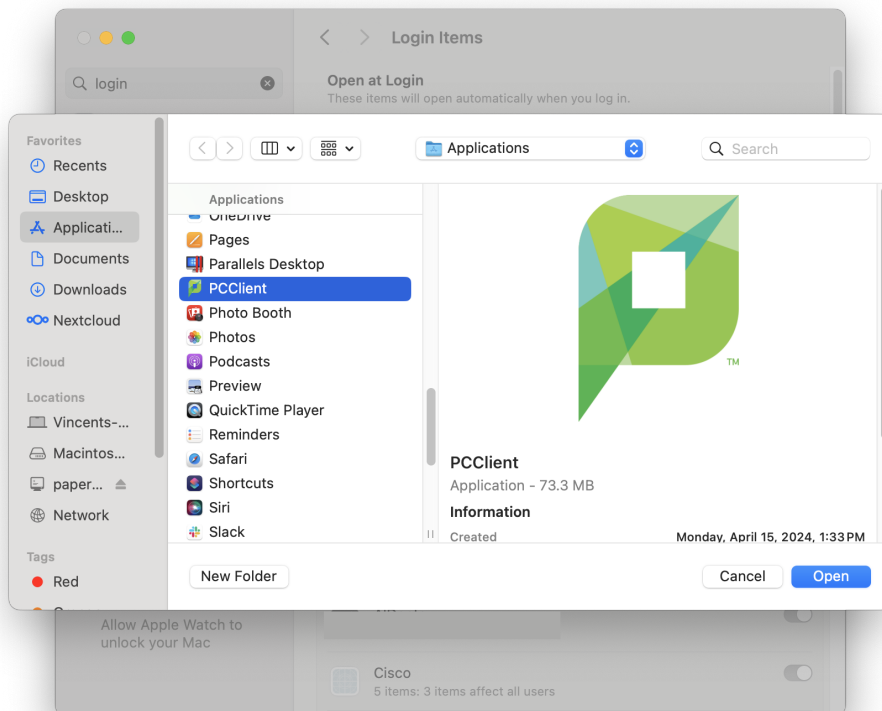 Login Items
login
Open at Login
These items will open automatically when you log in.
Favorites
Recents
Desktop
Applicati...
Documents
Downloads
Nextcloud
iCloud
Locations
Vincents-...
Macintos...
paper...
Network
Tags
Red
Applications
Search
Applications
OneDrive
Pages
Parallels Desktop
PCClient
Photo Booth
Photos
Podcasts
Preview
QuickTime Player
Reminders
Safari
Shortcuts
Siri
Slack
TM
PCClient
Application - 73.3 MB
Information
Created Monday, April 15, 2024, 1:33 PM
New Folder
Cancel
Open
Allow Apple Watch to
unlock your Mac
Cisco
5 items: 3 items affect all users